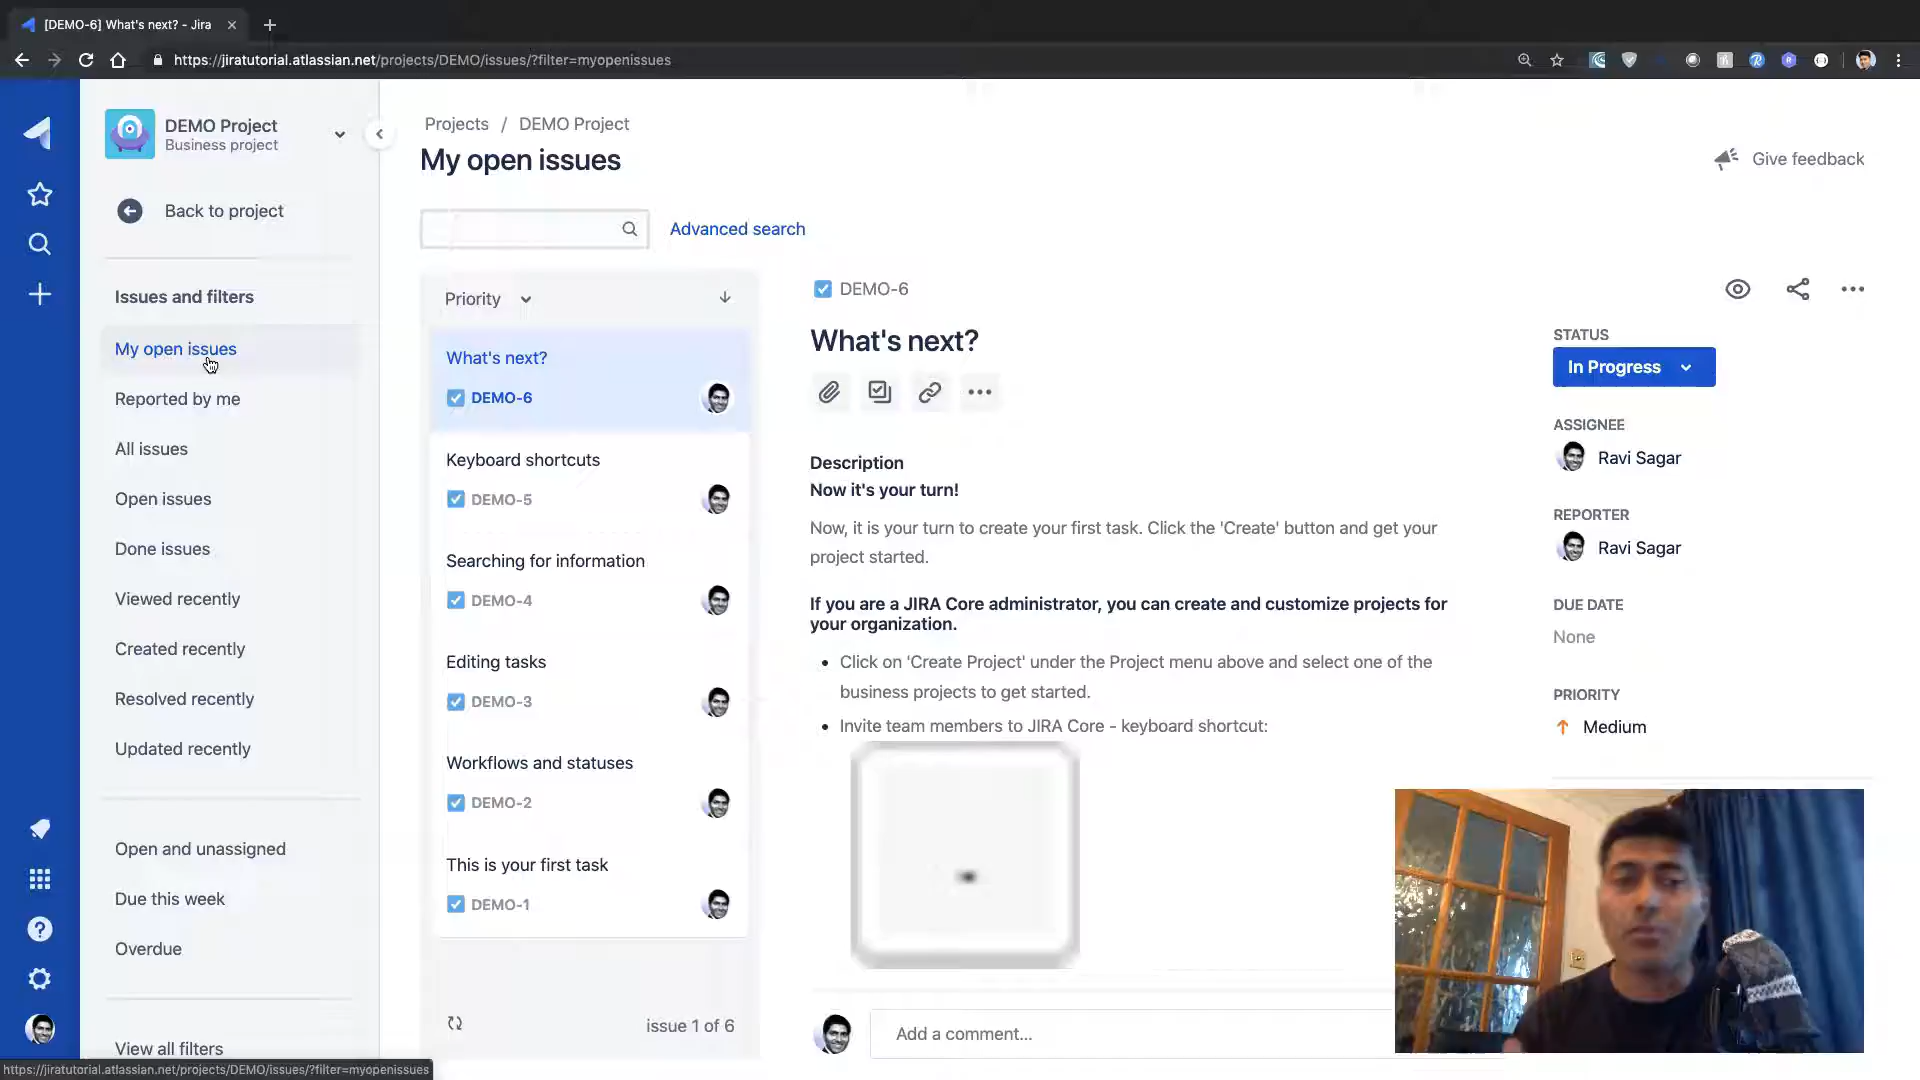 [DEMO-6] What's next? - Jira
https://jiratutorial.atlassian.net/projects/DEMO/issues/?filter=myopenissues
DEMO Project
Business project
Back to project
Issues and filters
My open issues
Reported by me
All issues
Open issues
Done issues
Viewed recently
Created recently
Resolved recently
Updated recently
Open and unassigned
Due this week
Overdue
View all filters
https://jiratutorial.atlassian.net/projects/DEMO/issues/?filter=myopenissues
Projects / DEMO Project
My open issues
Give feedback
Advanced search
Priority
What's next?
DEMO-6
Keyboard shortcuts
DEMO-5
Searching for information
DEMO-4
Editing tasks
DEMO-3
Workflows and statuses
DEMO-2
This is your first task
DEMO-1
issue 1 of 6
DEMO-6
What's next?
Description
Now it's your turn!
Now, it is your turn to create your first task. Click the 'Create' button and get your
project started.
If you are a JIRA Core administrator, you can create and customize projects for
your organization.
• Click on 'Create Project' under the Project menu above and select one of the
business projects to get started.
• Invite team members to JIRA Core - keyboard shortcut:
Add a comment...
STATUS
In Progress
ASSIGNEE
Ravi Sagar
REPORTER
Ravi Sagar
DUE DATE
None
PRIORITY
Medium